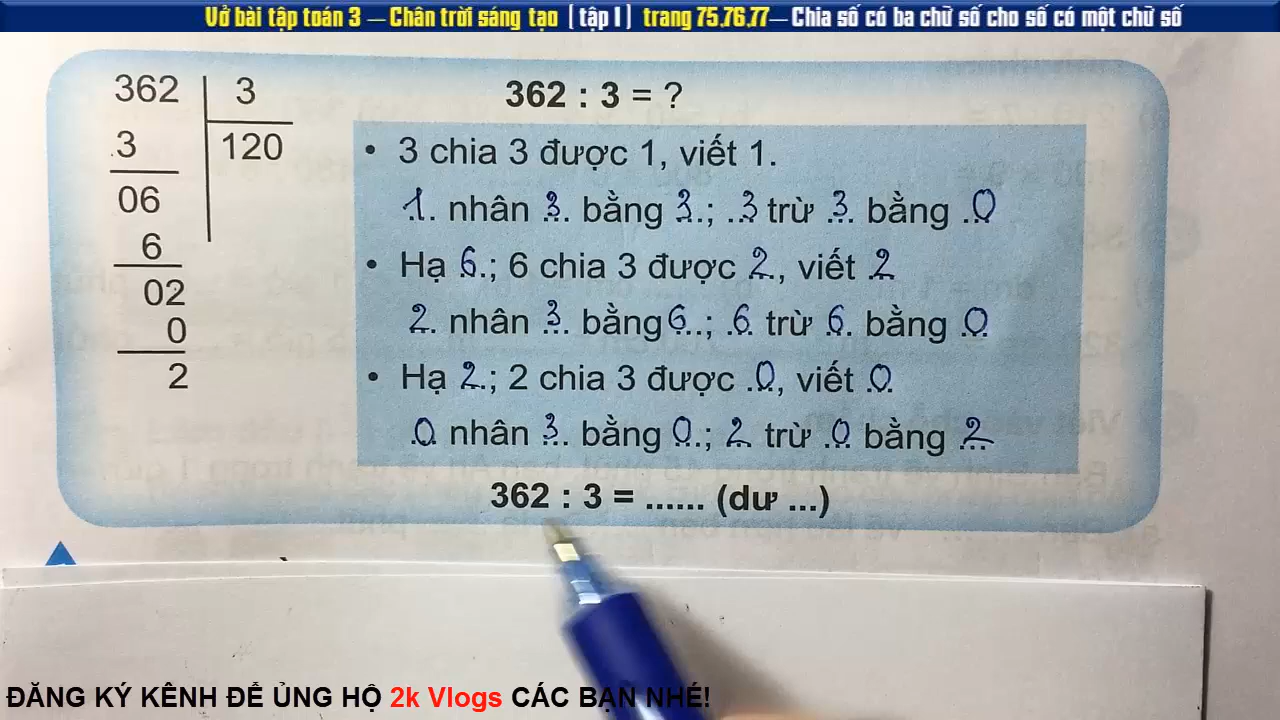 Vở bài tập toán 3 – Chân trời sáng tạo (tập 1) trang 75,76,77– Chia số có ba chữ số cho số có một chữ số
362 3
3 120
06
6
02
0
2
362 : 3 = ?
• 3 chia 3 được 1, viết 1.
.1. nhân 3. bằng 3.; .3 trừ .3. bằng .0
• Hạ 6.; 6 chia 3 được 2., viết 2
2. nhân .3. bằng 6..; .6. trừ 6. bằng .0
• Hạ 2.; 2 chia 3 được .0., viết .0.
.0. nhân 3.. bằng 0..; 2 trừ .0 bằng 2
362 : 3 = ...... (dư ...)
ĐĂNG KÝ KÊNH ĐỂ ỦNG HỘ 2k Vlogs CÁC BẠN NHÉ!